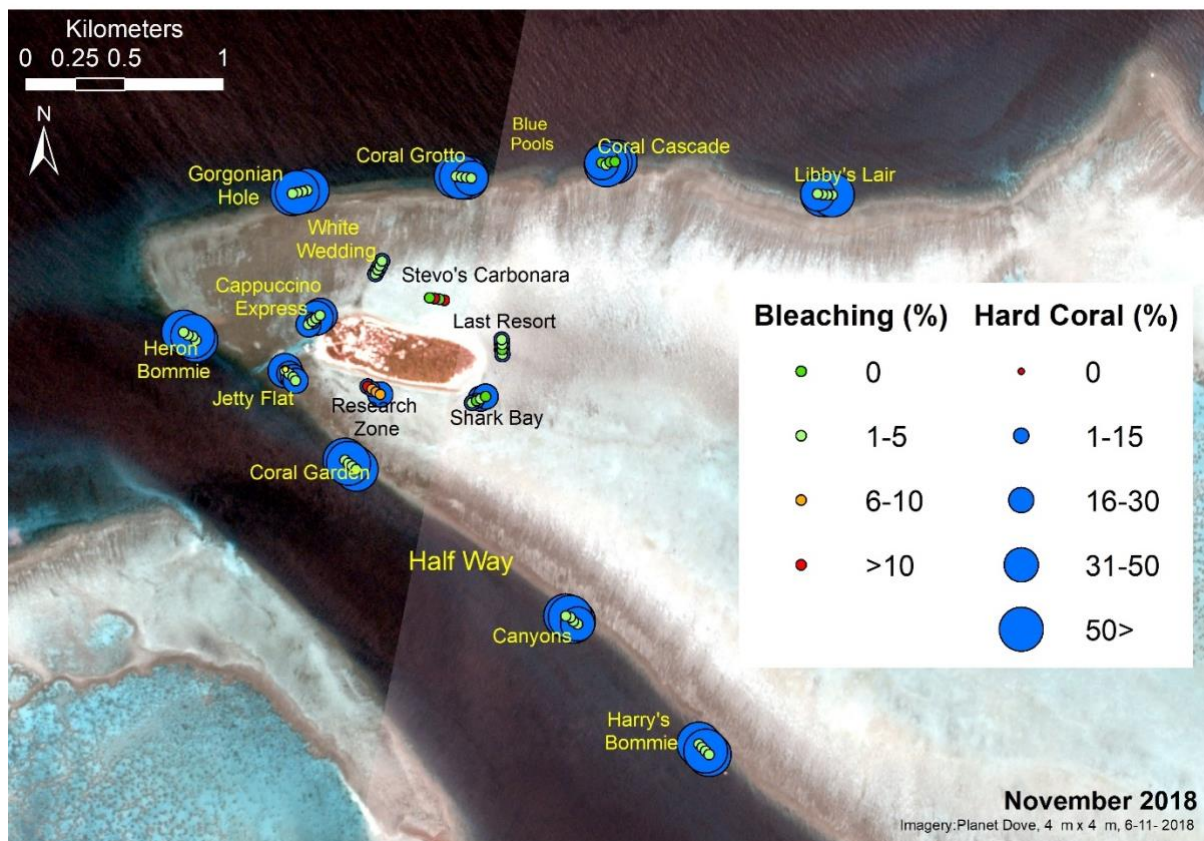 Kilometers
0 0.25 0.5 1
N
Blue
Pools
Coral Grotto
Coral Cascade
Gorgonian
Hole
Libby's Lair
White
Wedding
Stevo's Carbonara
Cappuccino
Express
Last Resort
Heron
Bommie
Jetty Flat
Research
Zone
Shark Bay
Coral Garden
Half Way
Canyons
Harry's
Bommie
Bleaching (%) Hard Coral (%)
0 0
1-5 1-15
6-10 16-30
>10 31-50
50>
November 2018
Imagery:Planet Dove, 4 m x 4 m, 6-11- 2018